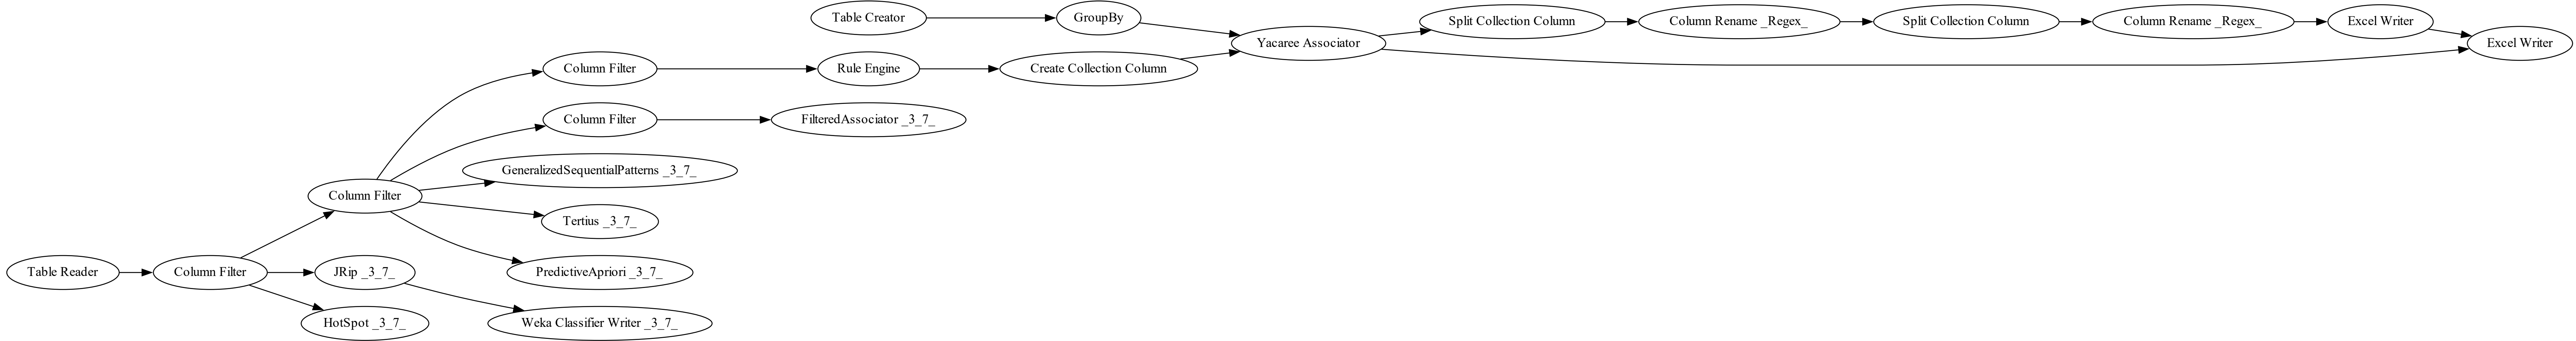 Table Creator
GroupBy
Split Collection Column
Column Rename _Regex_
Split Collection Column
Column Rename _Regex_
Excel Writer
Yacaree Associator
Excel Writer
Column Filter
Rule Engine
Create Collection Column
Column Filter
FilteredAssociator _3_7_
GeneralizedSequentialPatterns _3_7_
Column Filter
Tertius _3_7_
Table Reader
Column Filter
JRip _3_7_
PredictiveApriori _3_7_
HotSpot _3_7_
Weka Classifier Writer _3_7_